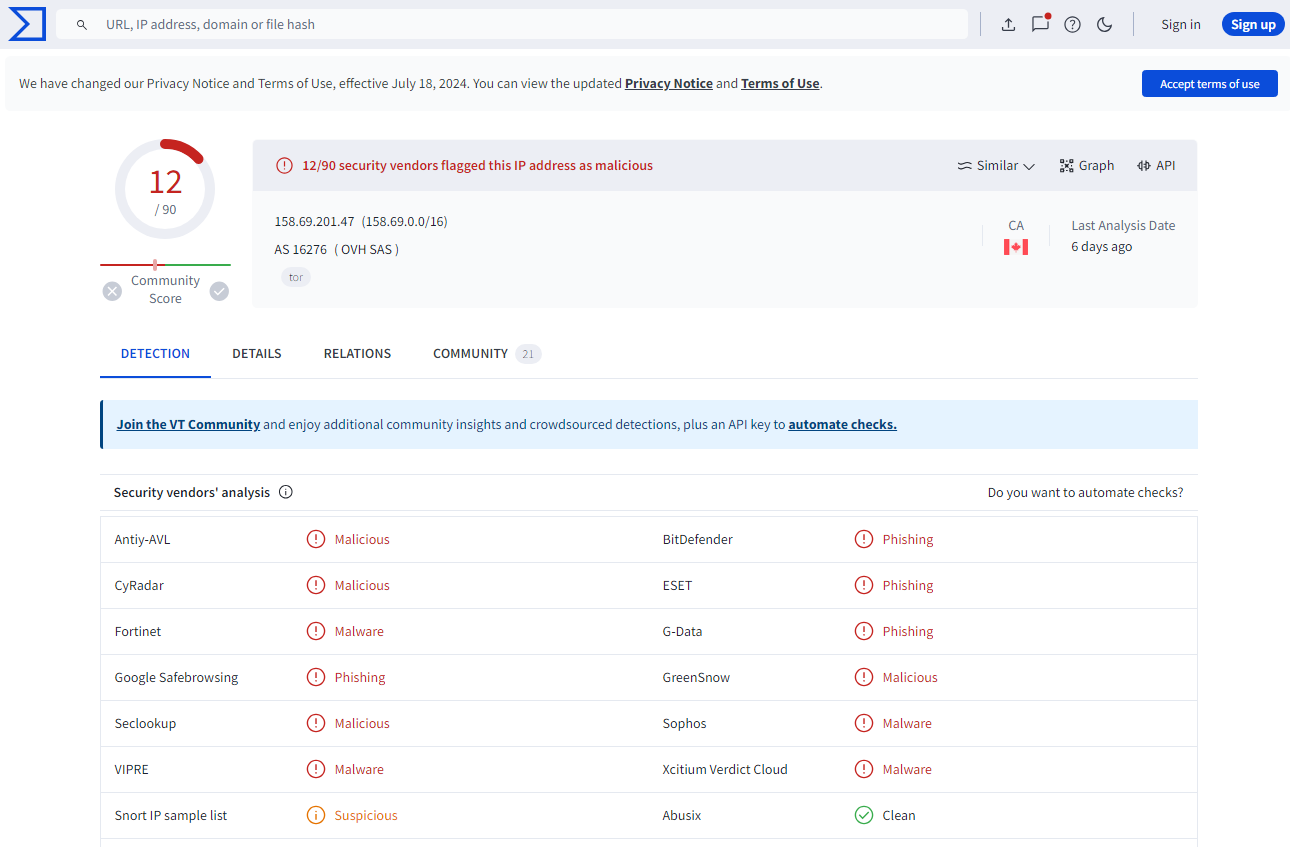 URL, IP address, domain or file hash
Sign in
Sign up
We have changed our Privacy Notice and Terms of Use, effective July 18, 2024. You can view the updated Privacy Notice and Terms of Use.
Accept terms of use
12
/ 90
Community
Score
12/90 security vendors flagged this IP address as malicious
Similar
Graph
API
158.69.201.47 (158.69.0.0/16)
AS 16276 ( OVH SAS )
tor
CA
Last Analysis Date
6 days ago
DETECTION
DETAILS
RELATIONS
COMMUNITY 21
Join the VT Community and enjoy additional community insights and crowdsourced detections, plus an API key to automate checks.
Security vendors' analysis
Do you want to automate checks?
Antiy-AVL Malicious BitDefender Phishing
CyRadar Malicious ESET Phishing
Fortinet Malware G-Data Phishing
Google Safebrowsing Phishing GreenSnow Malicious
Seclookup Malicious Sophos Malware
VIPRE Malware Xcitium Verdict Cloud Malware
Snort IP sample list Suspicious Abusix Clean